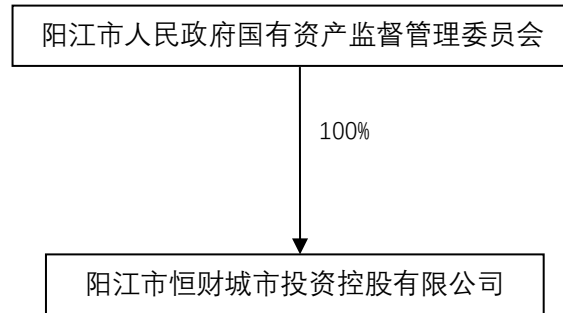 阳江市人民政府国有资产监督管理委员会
100%
阳江市恒财城市投资控股有限公司